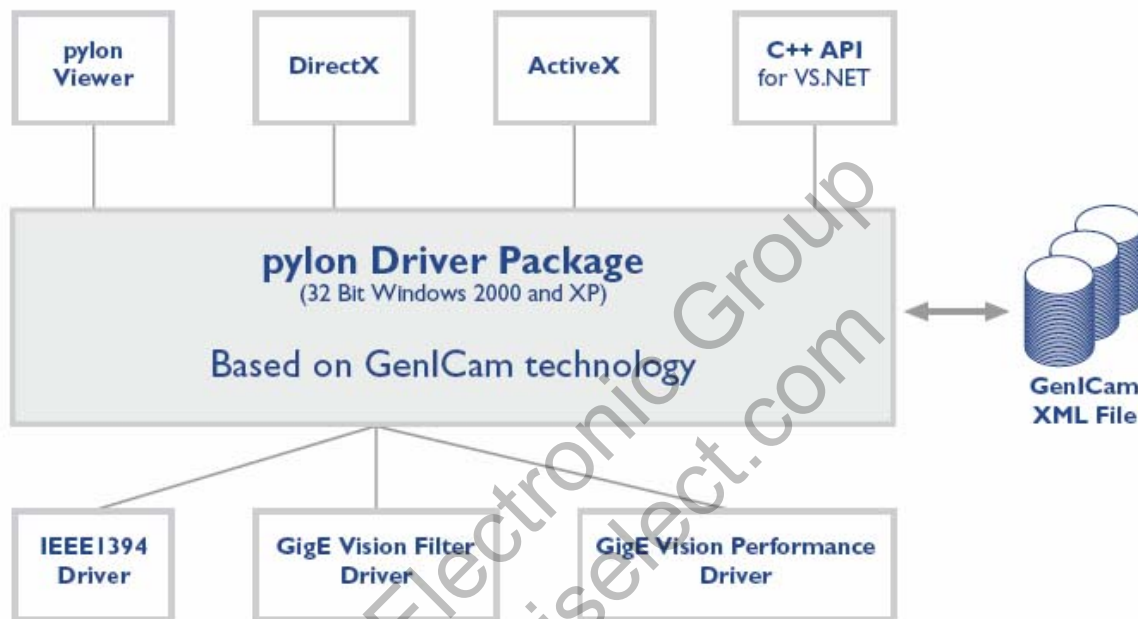 pylon
Viewer
DirectX
ActiveX
C++ API
for VS.NET
pylon Driver Package
(32 Bit Windows 2000 and XP)
Based on GenICam technology
GenICam
XML File
IEEE1394
Driver
GigE Vision Filter
Driver
GigE Vision Performance
Driver
Electronic Group
iselect.com